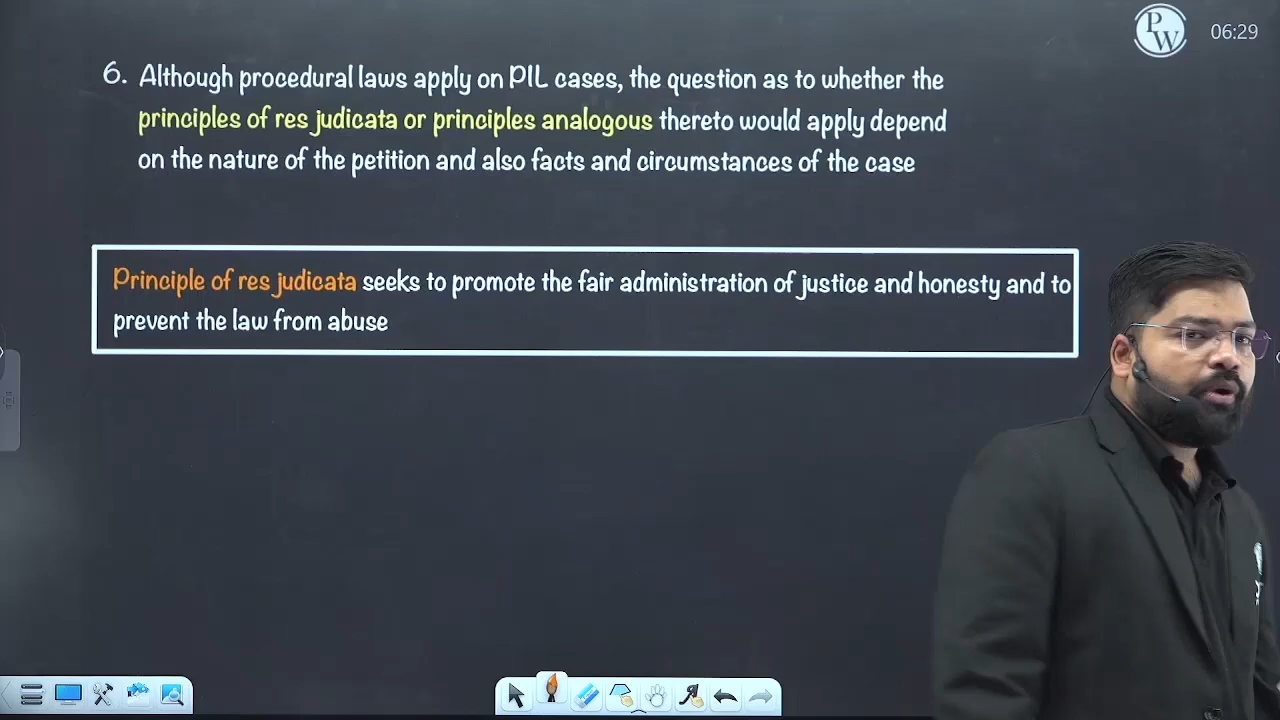 PW
06:29
6. Although procedural laws apply on PIL cases, the question as to whether the
principles of res judicata or principles analogous thereto would apply depend
on the nature of the petition and also facts and circumstances of the case
Principle of res judicata seeks to promote the fair administration of justice and honesty and to
prevent the law from abuse